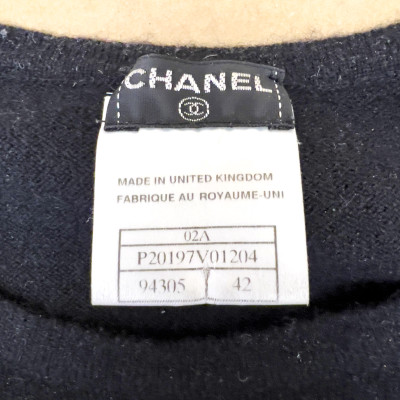 CHANEL
MADE IN UNITED KINGDOM
FABRIQUE AU ROYAUME-UNI
02A
P20197V01204
94305 42